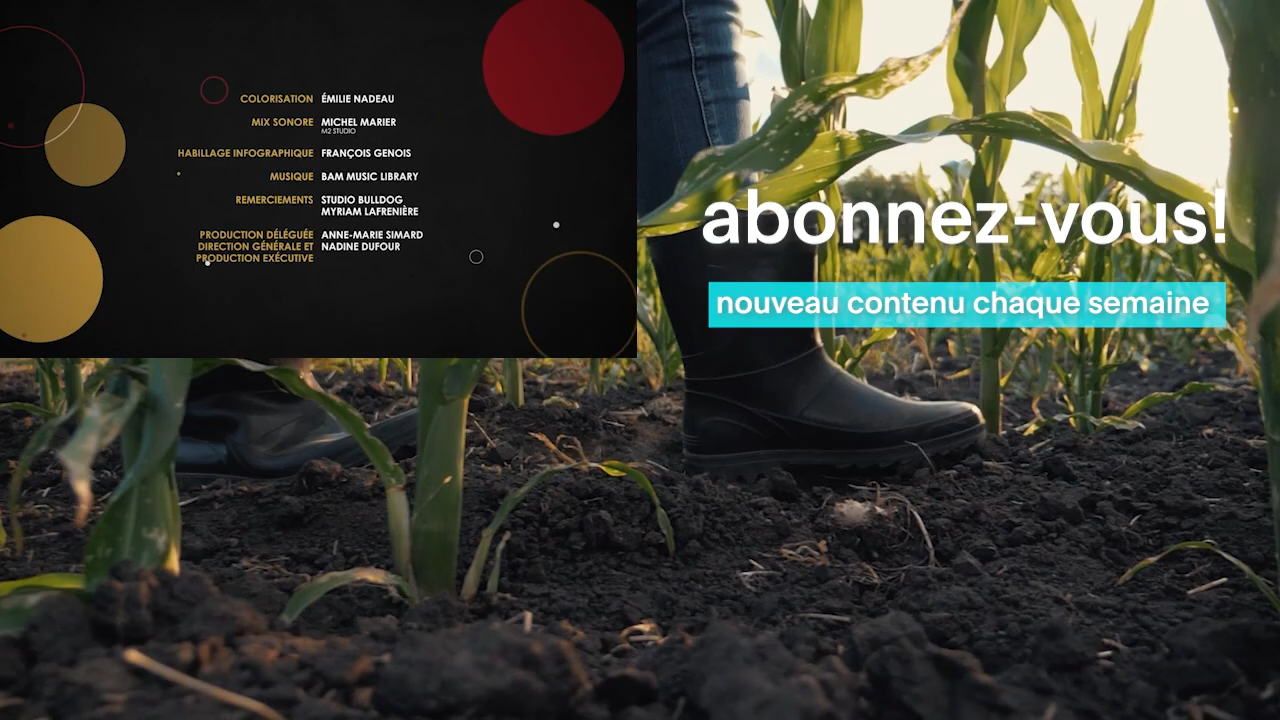 COLORISATION ÉMILIE NADEAU
MIX SONORE MICHEL MARIER
M2 STUDIO
HABILLAGE INFOGRAPHIQUE FRANÇOIS GENOIS
MUSIQUE BAM MUSIC LIBRARY
REMERCIEMENTS STUDIO BULLDOG
MYRIAM LAFRENIÈRE
PRODUCTION DÉLÉGUÉE ANNE-MARIE SIMARD
DIRECTION GÉNÉRALE ET NADINE DUFOUR
PRODUCTION EXÉCUTIVE
abonnez-vous!
nouveau contenu chaque semaine